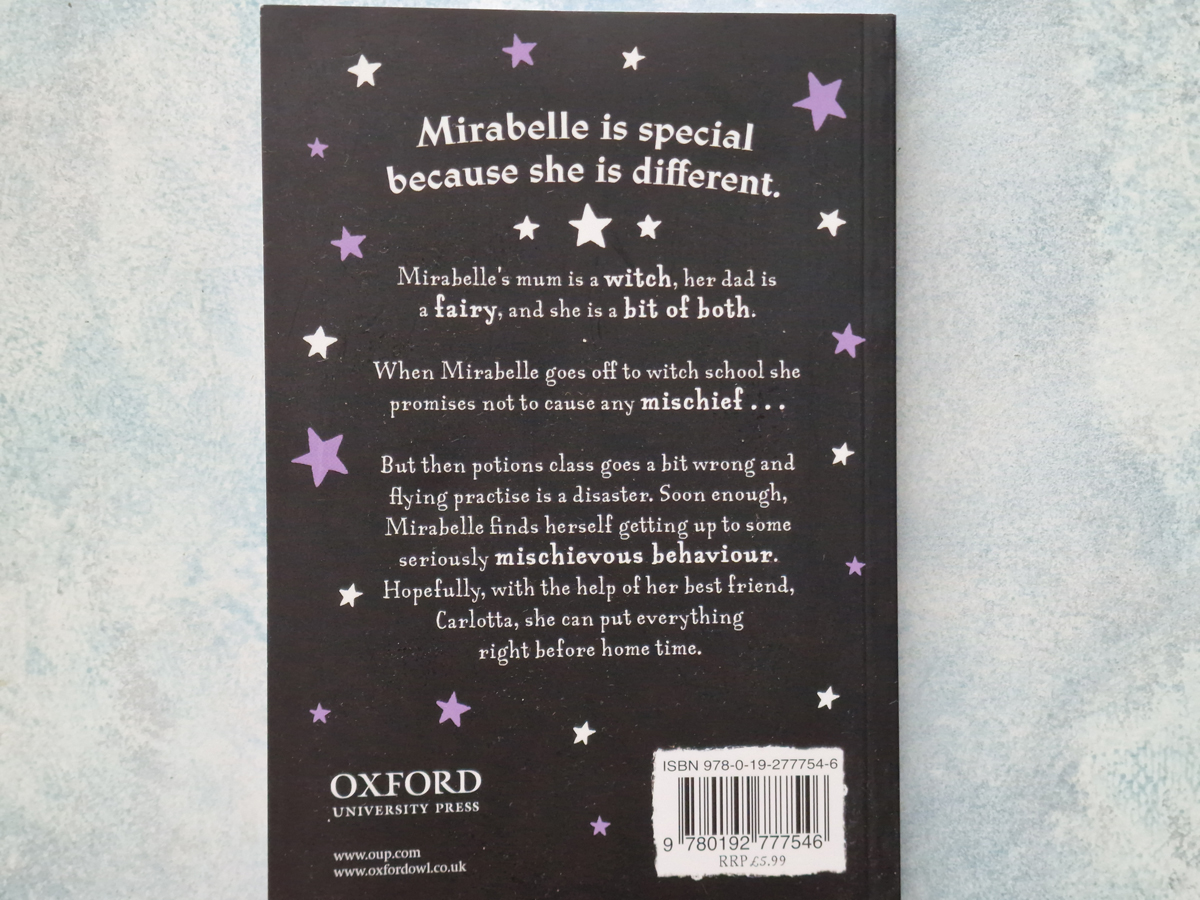 Mirabelle is special
because she is different.
Mirabelle's mum is a witch, her dad is
a fairy, and she is a bit of both.
When Mirabelle goes off to witch school she
promises not to cause any mischief . . .
But then potions class goes a bit wrong and
flying practise is a disaster. Soon enough,
Mirabelle finds herself getting up to some
seriously mischievous behaviour.
Hopefully, with the help of her best friend,
Carlotta, she can put everything
right before home time.
OXFORD
UNIVERSITY PRESS
www.oup.com
www.oxfordowl.co.uk
ISBN 978-0-19-277754-6
9 780192 777546
RRP £5.99